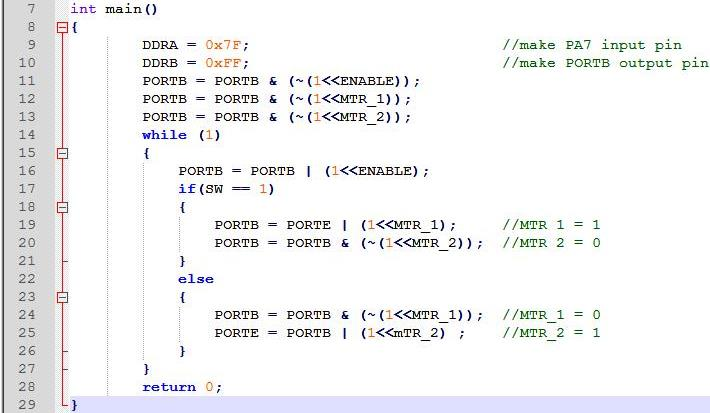 7 int main()
8 {
9 DDRA = 0x7F; //make PA7 input pin
10 DDRB = 0xFF; //make PORTB output pin
11 PORTB = PORTB & (~(1<<ENABLE));
12 PORTB = PORTB & (~(1<<MTR_1));
13 PORTB = PORTB & (~(1<<MTR_2));
14 while (1)
15 {
16 PORTB = PORTB | (1<<ENABLE);
17 if(SW == 1)
18 {
19 PORTB = PORTE | (1<<MTR_1); //MTR 1 = 1
20 PORTB = PORTB & (~(1<<MTR_2)); //MTR 2 = 0
21 }
22 else
23 {
24 PORTB = PORTB & (~(1<<MTR_1)); //MTR_1 = 0
25 PORTE = PORTB | (1<<mTR_2) ; //MTR_2 = 1
26 }
27 }
28 return 0;
29 }